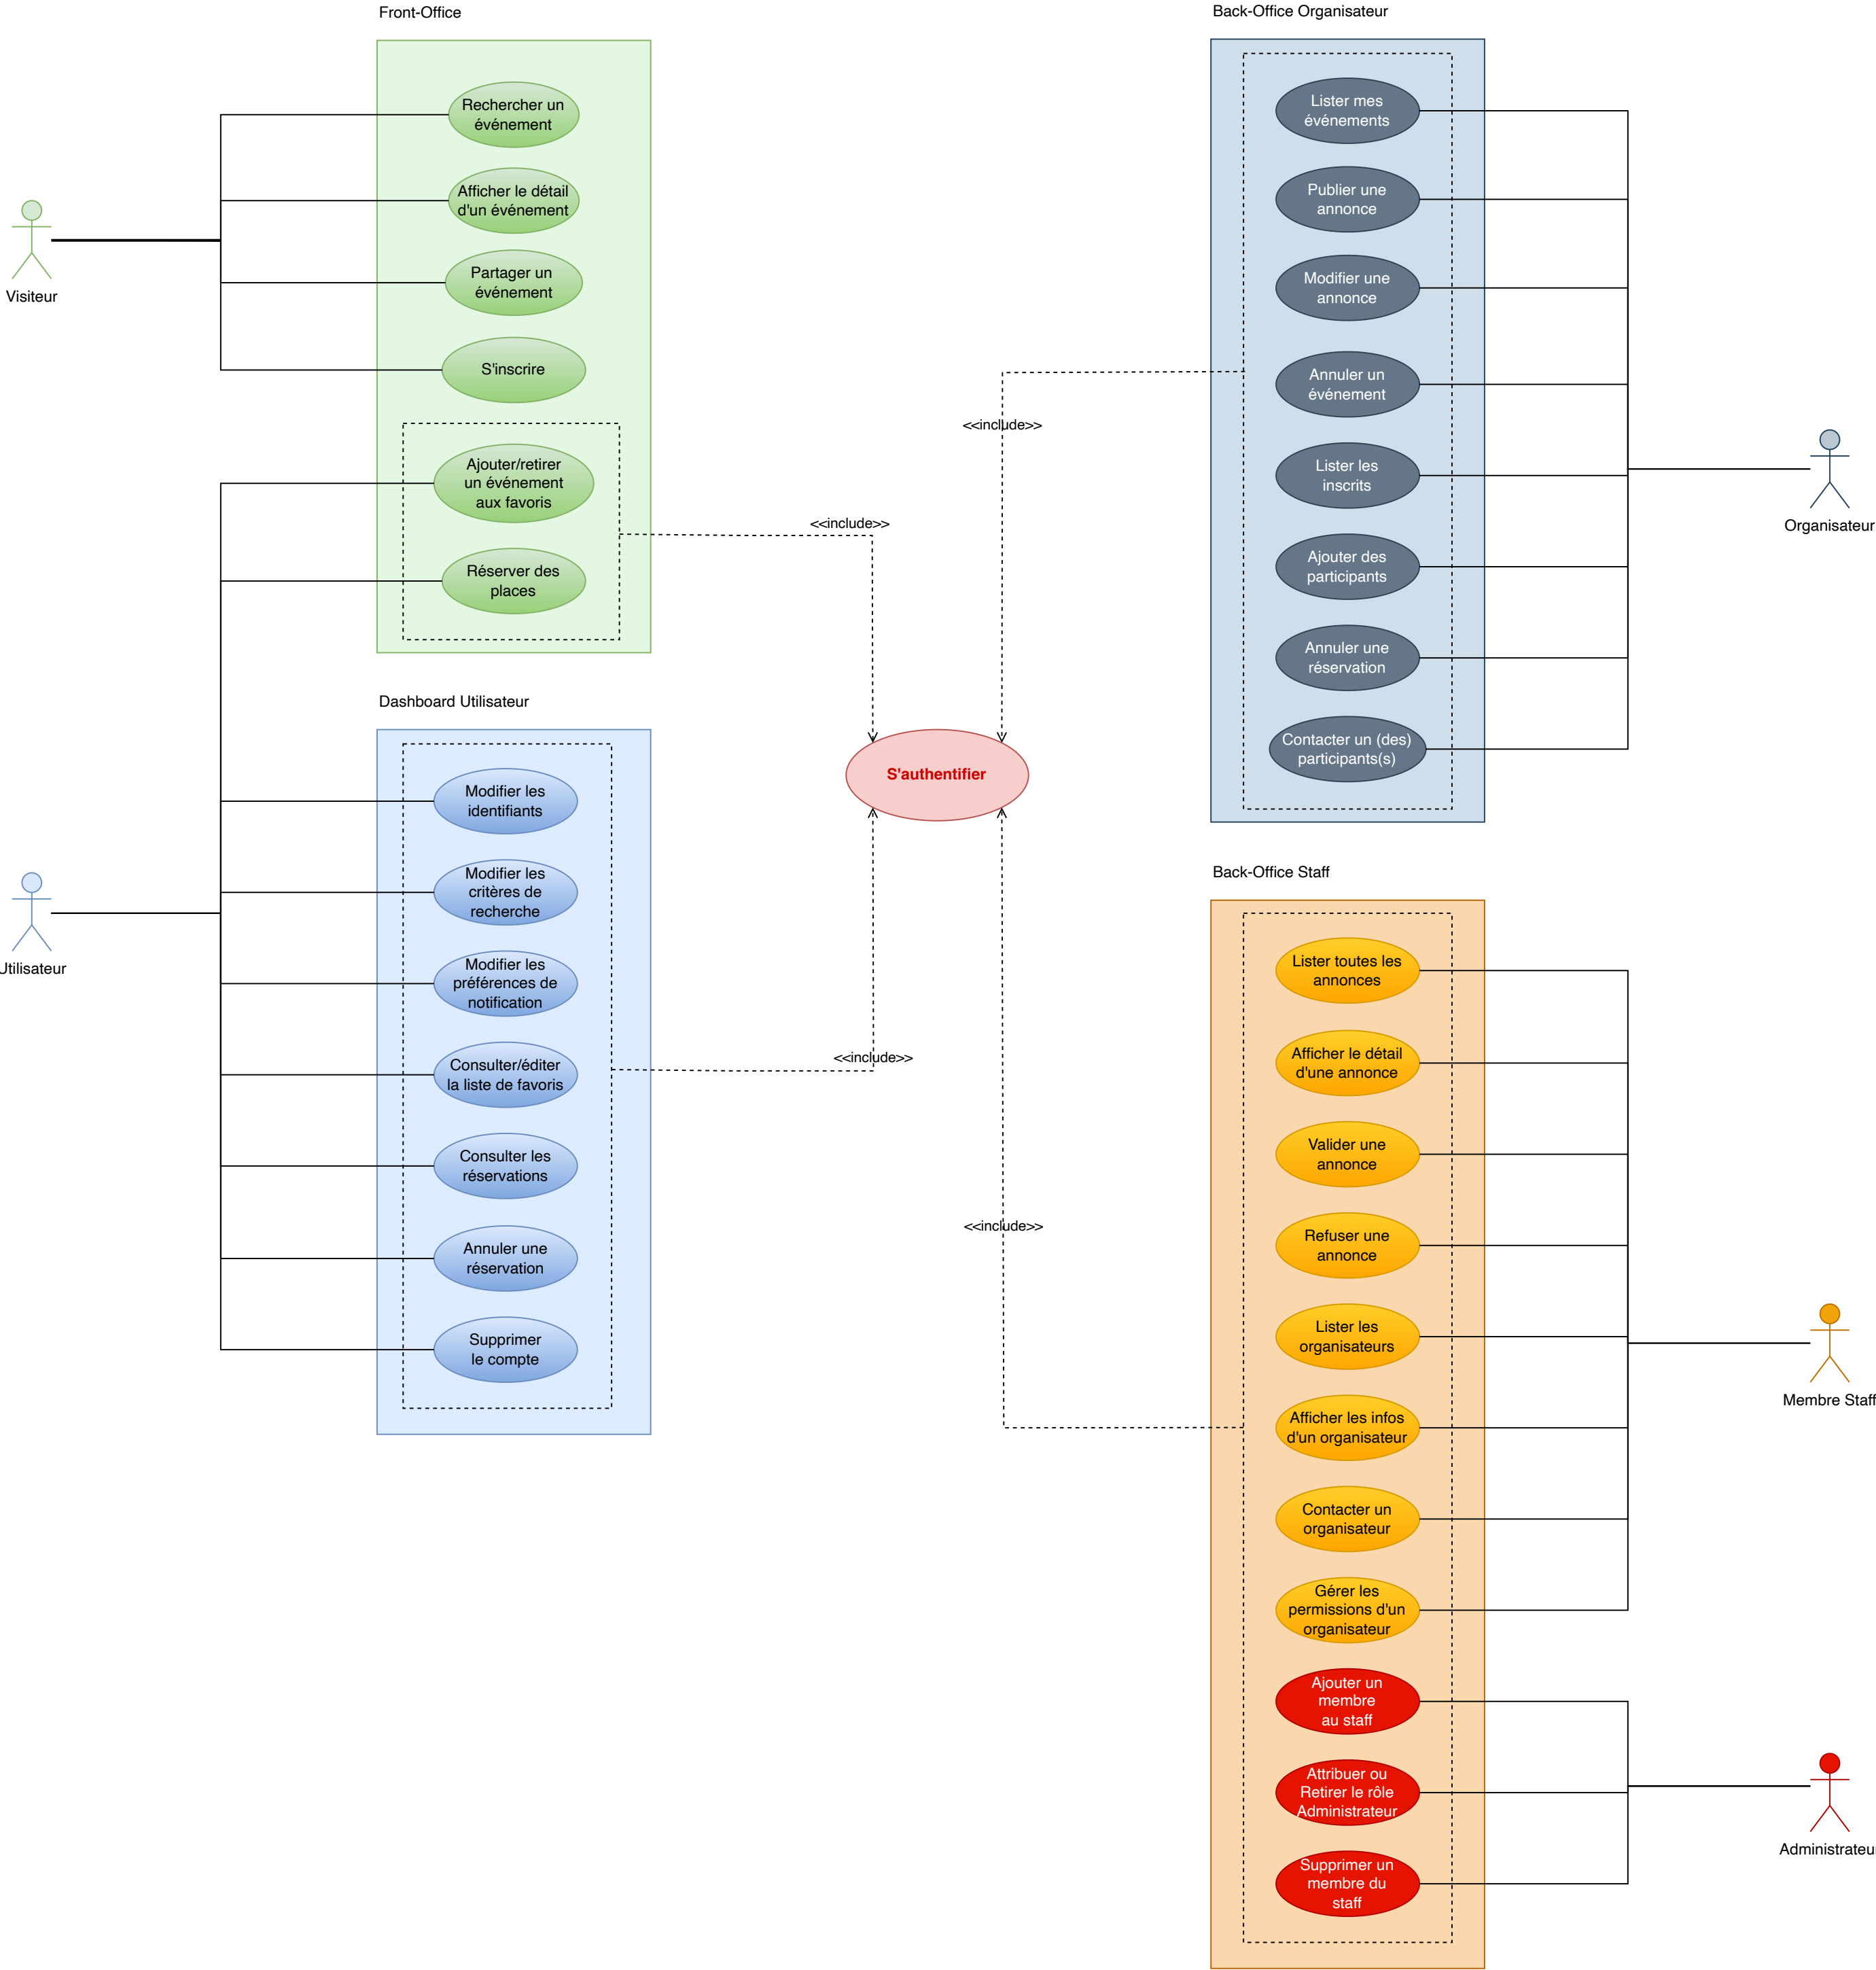 Front-Office
Rechercher un
événement
Afficher le détail
d'un événement
Partager un
événement
S'inscrire
Ajouter/retirer
un événement
aux favoris
Réserver des
places
Visiteur
Dashboard Utilisateur
Modifier les
identifiants
Modifier les
critères de
recherche
Modifier les
préférences de
notification
Consulter/éditer
la liste de favoris
Consulter les
réservations
Annuler une
réservation
Supprimer
le compte
Utilisateur
<<include>>
<<include>>
<<include>>
<<include>>
S'authentifier
Back-Office Organisateur
Lister mes
événements
Publier une
annonce
Modifier une
annonce
Annuler un
événement
Lister les
inscrits
Ajouter des
participants
Annuler une
réservation
Contacter un (des)
participants(s)
Organisateur
Back-Office Staff
Lister toutes les
annonces
Afficher le détail
d'une annonce
Valider une
annonce
Refuser une
annonce
Lister les
organisateurs
Afficher les infos
d'un organisateur
Contacter un
organisateur
Gérer les
permissions d'un
organisateur
Ajouter un
membre
au staff
Attribuer ou
Retirer le rôle
Administrateur
Supprimer un
membre du
staff
Membre Staff
Administrateur